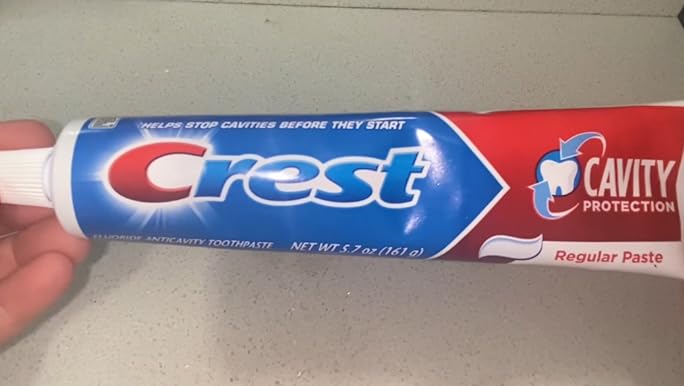 HELPS STOP CAVITIES BEFORE THEY START
Crest
FLUORIDE ANTICAVITY TOOTHPASTE NET WT 5.7 oz (161 g)
CAVITY
PROTECTION
Regular Paste